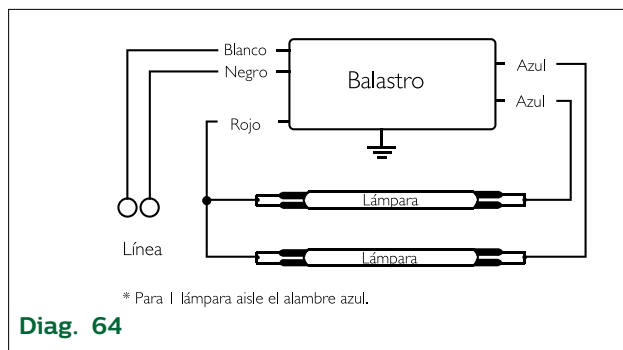 Blanco
Negro
Rojo
Balastro
Azul
Azul
Lámpara
Lámpara
Línea
* Para 1 lámpara aisle el alambre azul.
Diag. 64